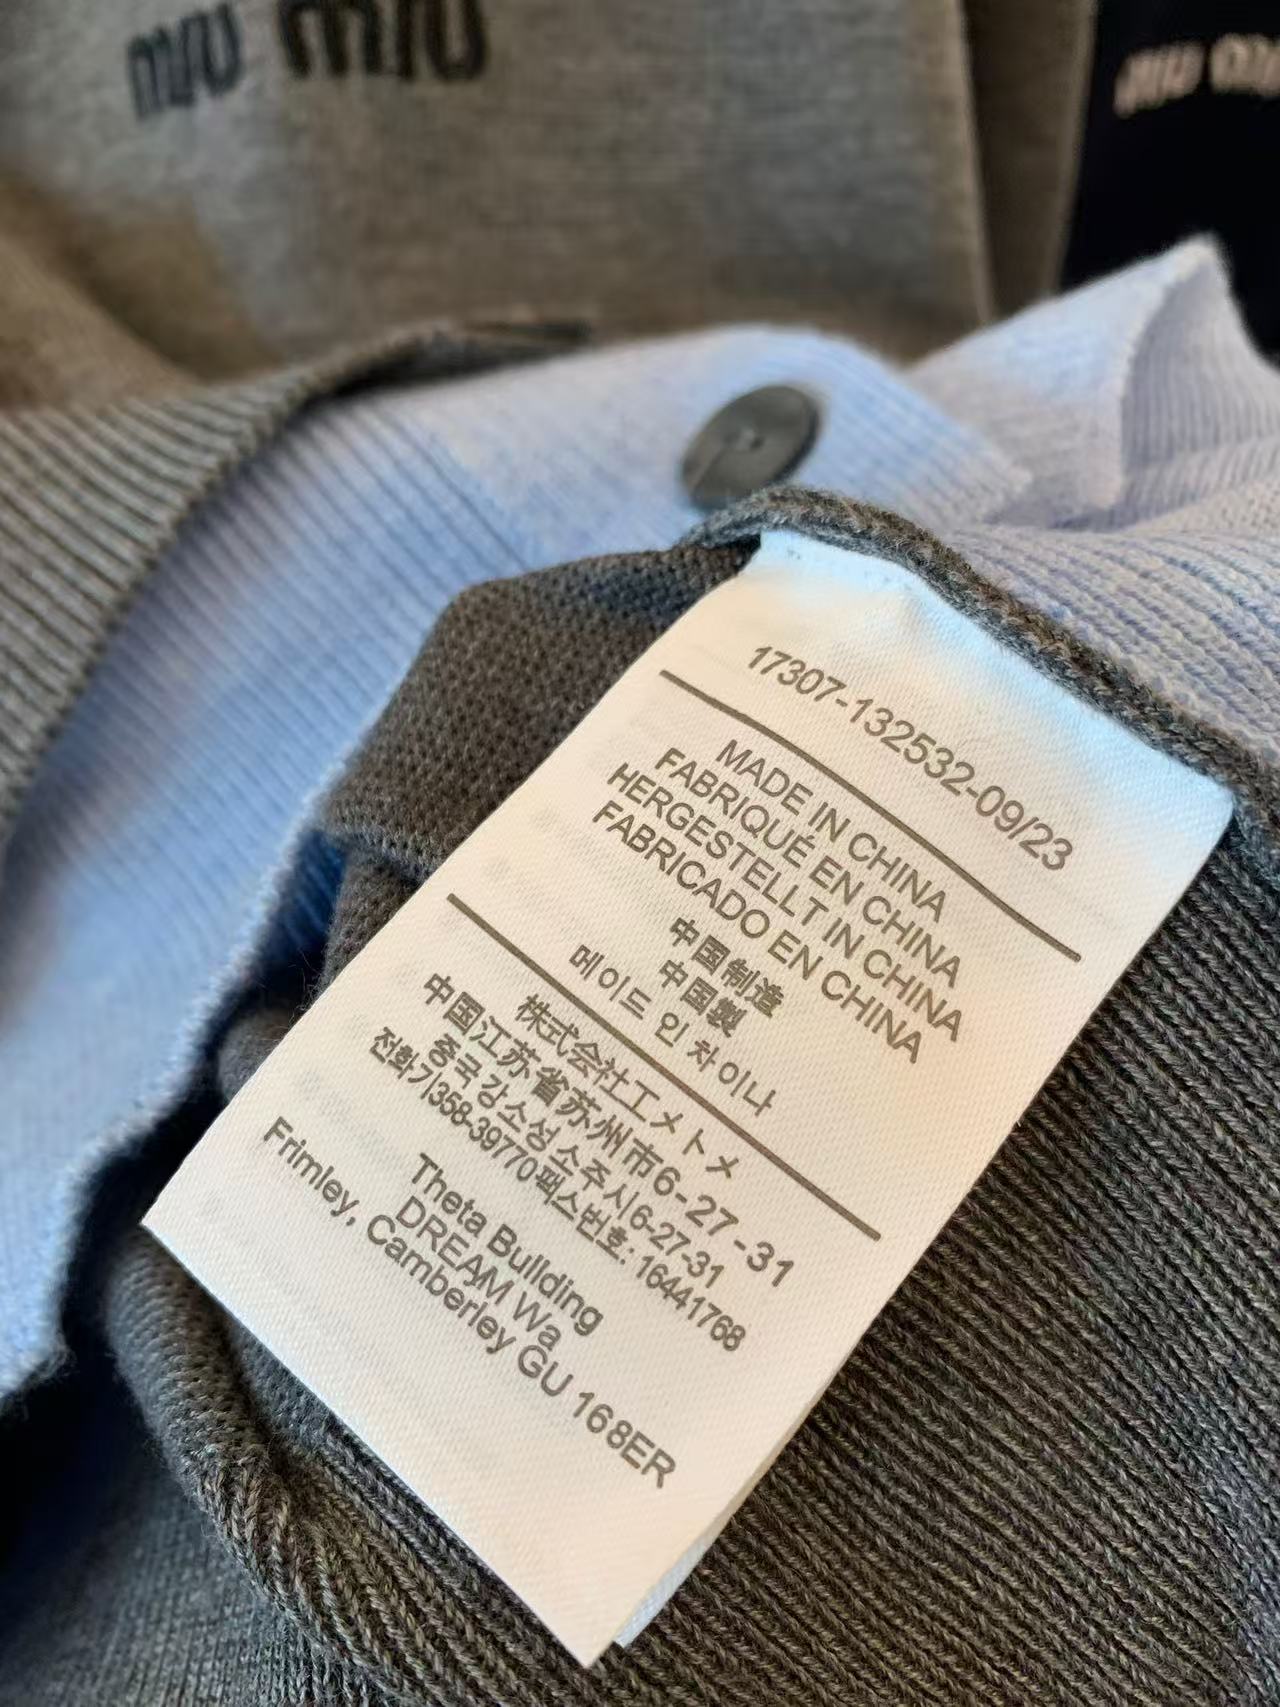 miu miu
miu miu
17307-132532-09/23
MADE IN CHINA
FABRIQUÉ EN CHINA
HERGESTELLT IN CHINA
FABRICADO EN CHINA
中国制造
中国製
메이드 인 차이나
株式会社工メトメ
中国江苏省苏州市6-27-31
중국강소성소주시6-27-31
전화기358-39770팩스번호: 16441768
Theta Building
DREAM Wa
Frimley, Camberley GU 168ER